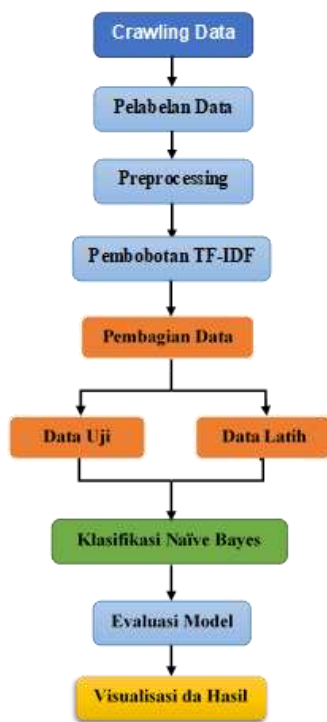 Crawling Data
Pelabelan Data
Preprocessing
Pembobotan TF-IDF
Pembagian Data
Data Uji
Data Latih
Klasifikasi Naïve Bayes
Evaluasi Model
Visualisasi da Hasil